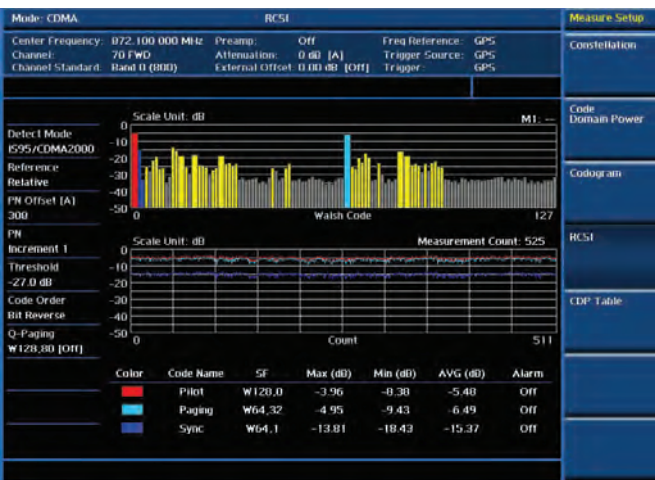 Mode: CDMA RCSI Measure Setup
Center Frequency: 872.100 000 MHz Preamp: Off Freq Reference: GPS
Channel: 70 FWD Attenuation: 0 dB [A] Trigger Source: GPS
Channel Standard: Band 0 (800) External Offset 0.00 dB [Off] Trigger: GPS
Constellation
Code
Domain Power
Codogram
RCSI
CDP Table
Detect Mode
IS95/CDMA2000
Reference
Relative
PN Offset [A]
300
PN
Increment 1
Threshold
-27.0 dB
Code Order
Bit Reverse
Q-Paging
W128,80 [Off]
Scale Unit: dB M1: --
0
-10
-20
-30
-40
-50
0 Walsh Code 127
Scale Unit: dB Measurement Count: 525
0
-10
-20
-30
-40
-50
0 Count 511
Color Code Name SF Max (dB) Min (dB) AVG (dB) Alarm
Pilot W128,0 -3.96 -8.38 -5.48 Off
Paging W64,32 -4.95 -9.43 -6.49 Off
Sync W64,1 -13.81 -18.43 -15.37 Off